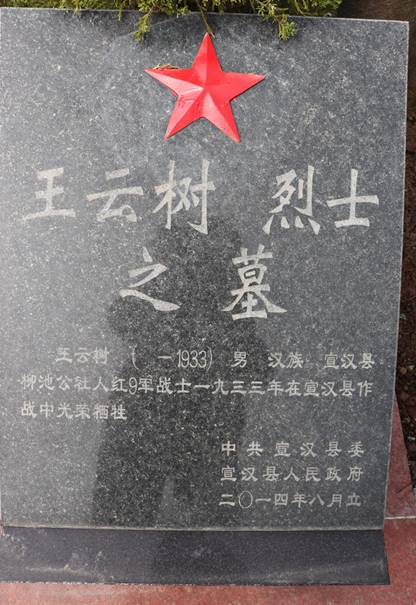 王云树 烈士
之墓
王云树 ( —1933) 男 汉族 宣汉县
柳池公社人红9军战士一九三三年在宣汉县作
战中光荣牺牲
中共宣汉县委
宣汉县人民政府
二〇一四年八月立